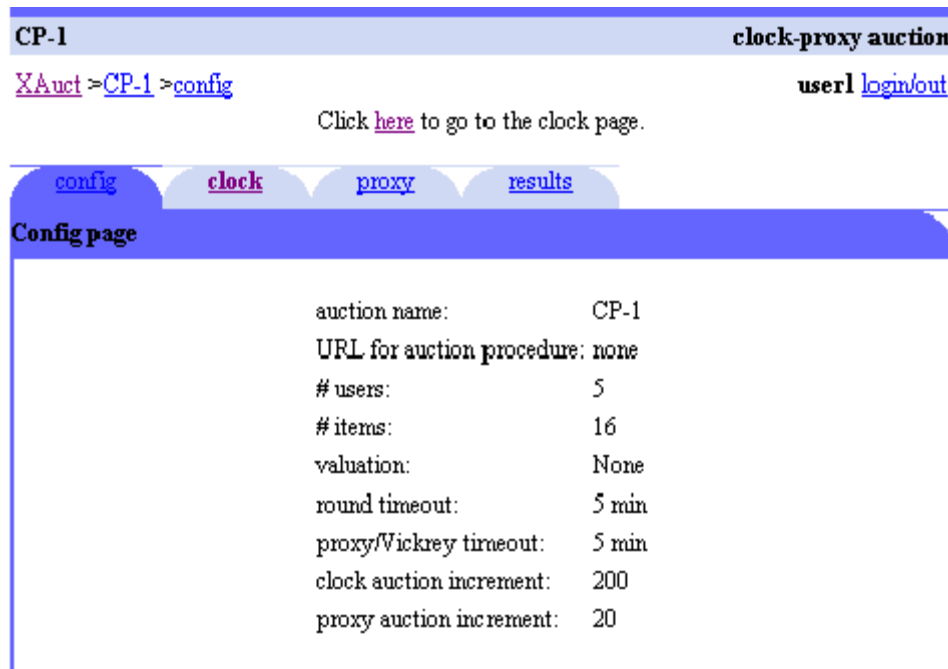 CP-1 clock-proxy auction
XAuct >CP-1 >config user1 login/out
Click here to go to the clock page.
config clock proxy results
Config page
auction name: CP-1
URL for auction procedure: none
# users: 5
# items: 16
valuation: None
round timeout: 5 min
proxy/Vickrey timeout: 5 min
clock auction increment: 200
proxy auction increment: 20